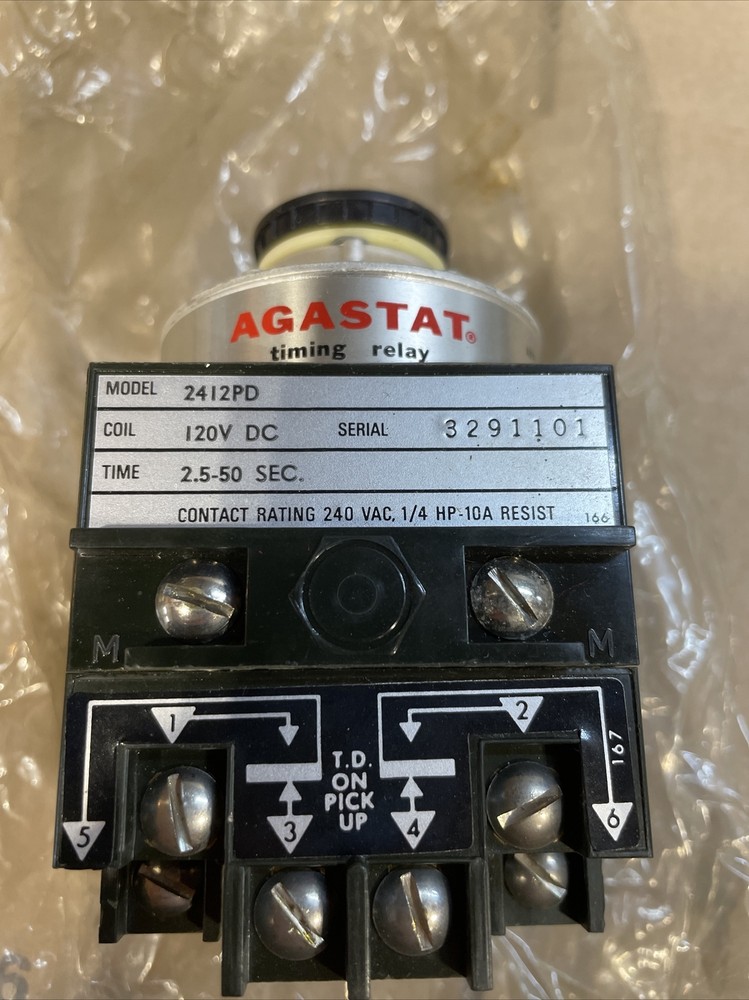 AGASTAT®
timing relay
MODEL 2412PD
COIL 120V DC SERIAL 3291101
TIME 2.5-50 SEC.
CONTACT RATING 240 VAC, 1/4 HP-10A RESIST 166
M M
1 2
T.D.
ON
PICK
UP
167
5 3 4 6